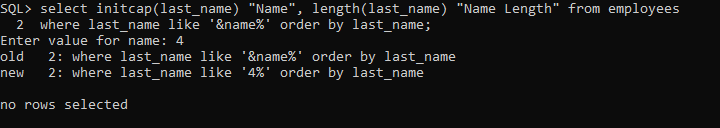 SQL> select initcap(last_name) "Name", length(last_name) "Name Length" from employees
  2  where last_name like '&name%' order by last_name;
Enter value for name: 4
old   2: where last_name like '&name%' order by last_name
new   2: where last_name like '4%' order by last_name
no rows selected